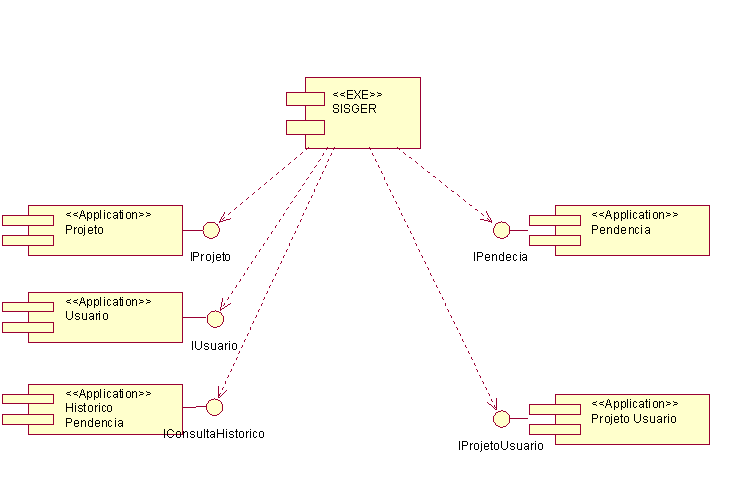 <<EXE>>
SISGER
<<Application>>
Projeto
IProjeto
<<Application>>
Pendencia
IPendecia
<<Application>>
Usuario
IUsuario
<<Application>>
Historico
Pendencia
IConsultaHistorico
<<Application>>
Projeto Usuario
IProjetoUsuario